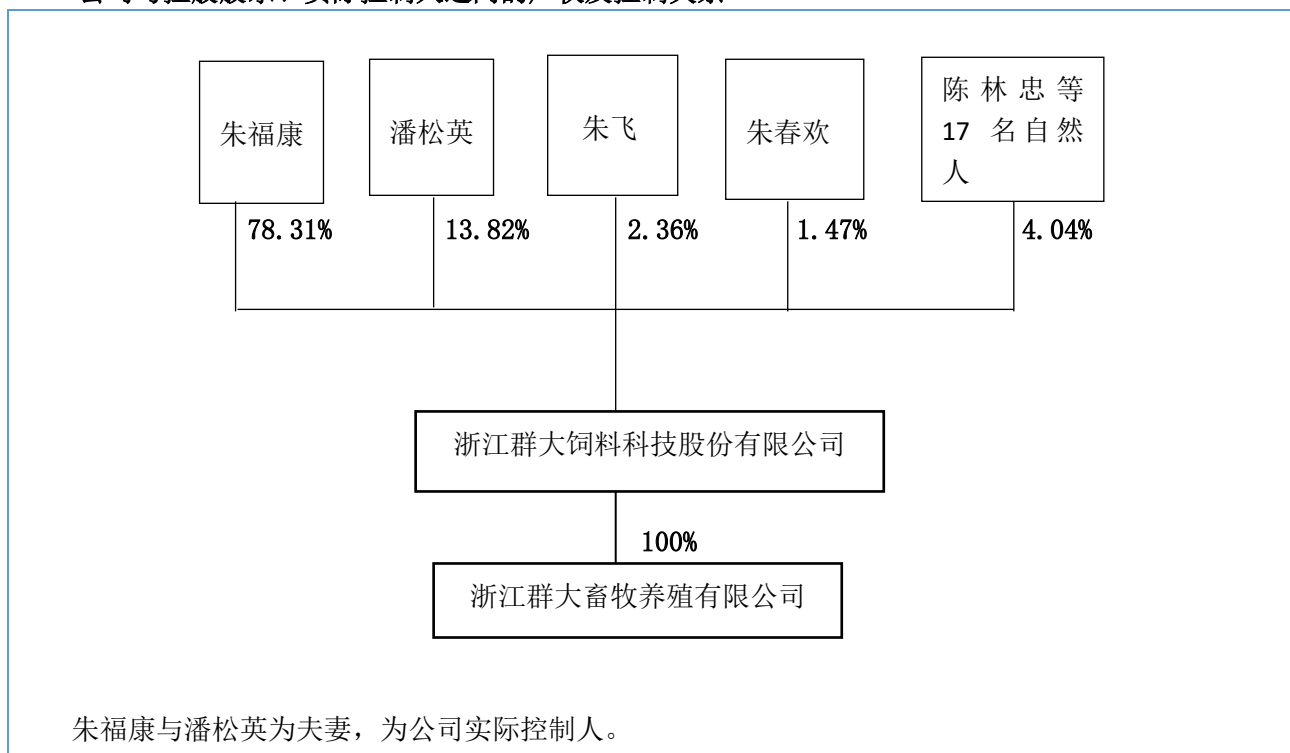 朱福康
潘松英
朱飞
朱春欢
陈林忠等
17 名自然
人
78.31%
13.82%
2.36%
1.47%
4.04%
浙江群大饲料科技股份有限公司
100%
浙江群大畜牧养殖有限公司
朱福康与潘松英为夫妻，为公司实际控制人。